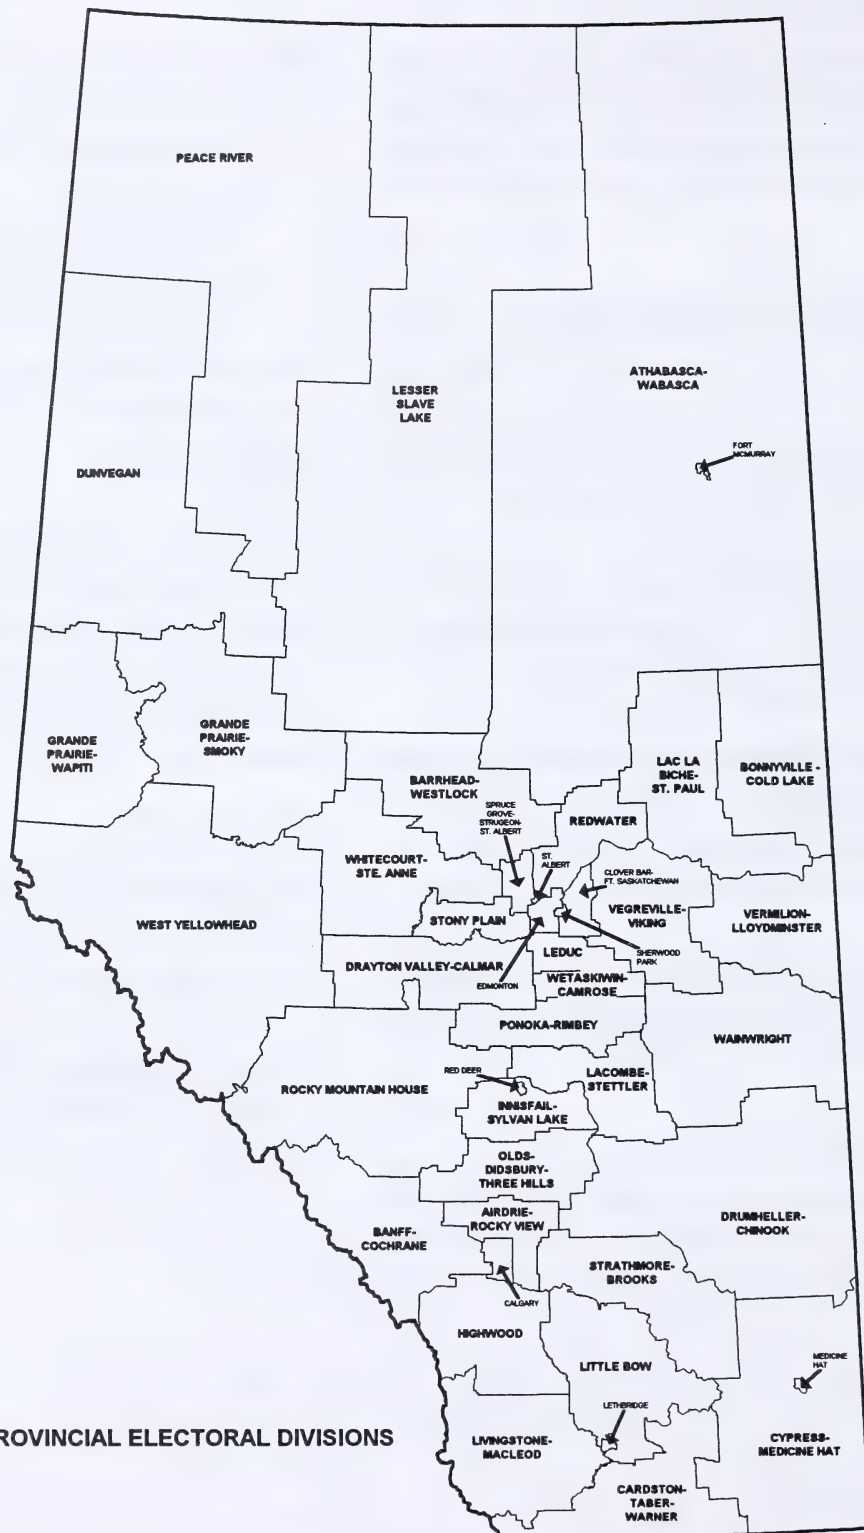 PEACE RIVER
ATHABASCA-
WABASCA
LESSER
SLAVE
LAKE
FORT
MCMURRAY
DUNVEGAN
GRANDE
PRAIRIE-
WAPITI
GRANDE
PRAIRIE-
SMOKY
LAC LA
BICHE-
ST. PAUL
BONNYVILLE -
COLD LAKE
BARRHEAD-
WESTLOCK
SPRUCE
GROVE-
STRUGEON-
ST. ALBERT
REDWATER
WHITECOURT-
STE. ANNE
ST.
ALBERT
CLOVER BAR-
FT. SASKATCHEWAN
WEST YELLOWHEAD
STONY PLAIN
VEGREVILLE-
VIKING
VERMILION-
LLOYDMINSTER
LEDUC
SHERWOOD
PARK
DRAYTON VALLEY-CALMAR
EDMONTON
WETASKIWIN-
CAMROSE
PONOKA-RIMBEY
WAINWRIGHT
RED DEER
LACOMBE-
STETTLER
ROCKY MOUNTAIN HOUSE
INNISFAIL-
SYLVAN LAKE
OLDS-
DIDSBURY-
THREE HILLS
AIRDRIE-
ROCKY VIEW
DRUMHELLER-
CHINOOK
BANFF-
COCHRANE
STRATHMORE-
BROOKS
CALGARY
HIGHWOOD
LITTLE BOW
MEDICINE
HAT
LETHBRIDGE
ROVINCIAL ELECTORAL DIVISIONS
LIVINGSTONE-
MACLEOD
CYPRESS-
MEDICINE HAT
CARDSTON-
TABER-
WARNER